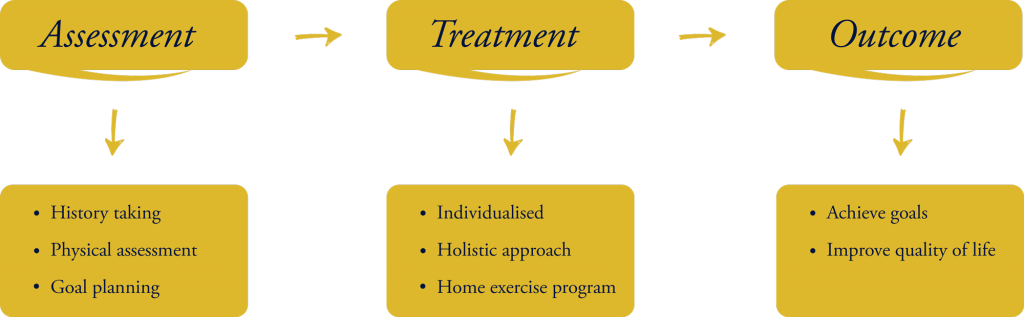 Assessment
Treatment
Outcome
• History taking
• Physical assessment
• Goal planning
• Individualised
• Holistic approach
• Home exercise program
• Achieve goals
• Improve quality of life